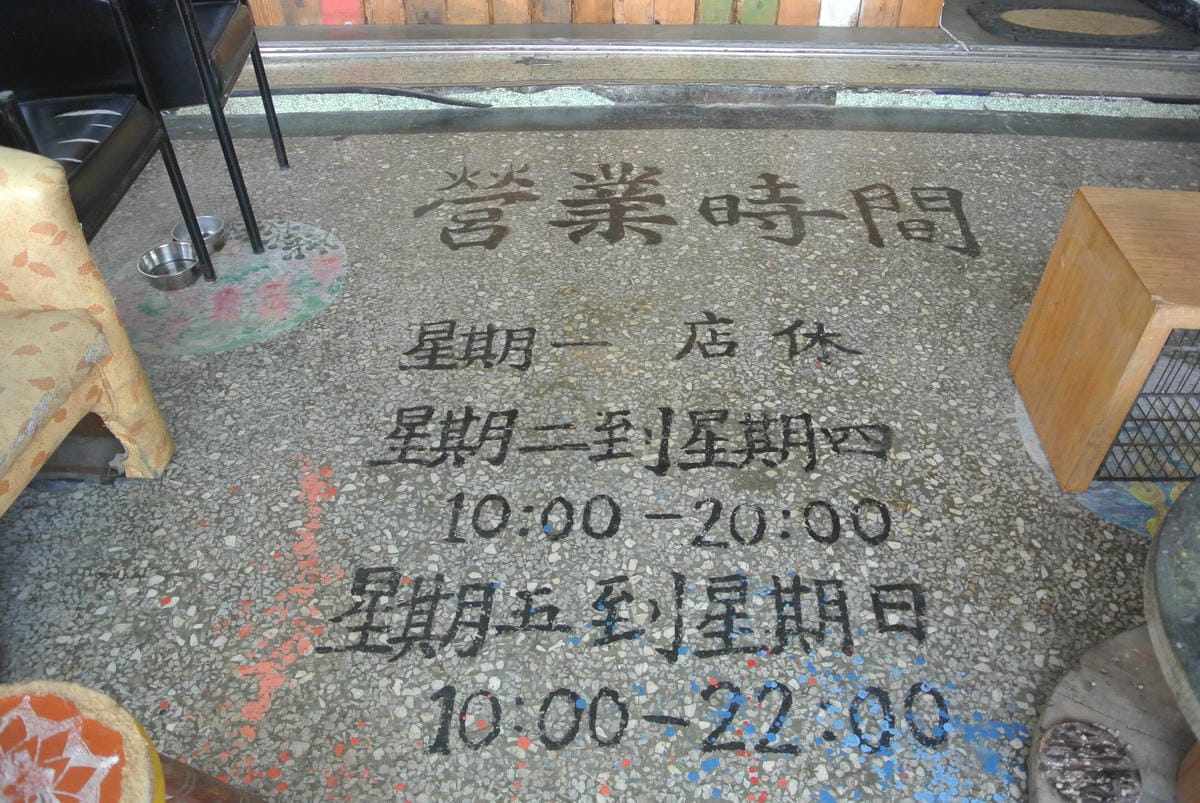 營業時間
星期一 店休
星期二到星期四
10:00-20:00
星期五到星期日
10:00-22:00